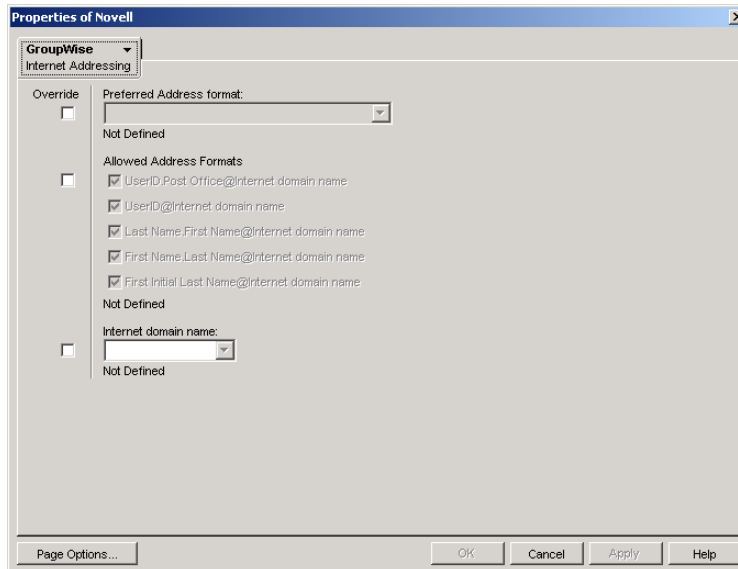 Properties of Novell
GroupWise
Internet Addressing
Override
Preferred Address format:
Not Defined
Allowed Address Formats
UserID.Post Office@Internet domain name
UserID@Internet domain name
Last Name.First Name@Internet domain name
First Name.Last Name@Internet domain name
First Initial Last Name@Internet domain name
Not Defined
Internet domain name:
Not Defined
Page Options...
OK
Cancel
Apply
Help